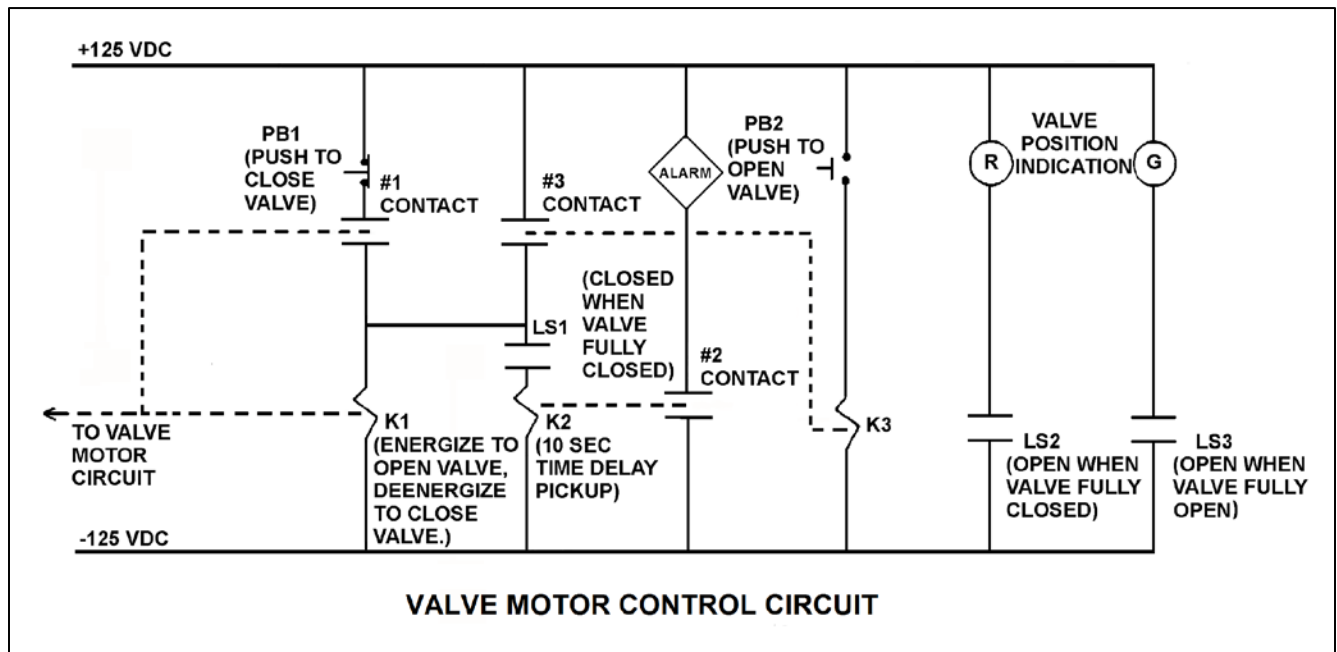 +125 VDC
PB1
(PUSH TO
CLOSE
VALVE)
#1
CONTACT
#3
CONTACT
ALARM
PB2
(PUSH TO
OPEN
VALVE)
R
VALVE
POSITION
INDICATION
G
(CLOSED
WHEN
VALVE
FULLY
CLOSED)
LS1
#2
CONTACT
TO VALVE
MOTOR
CIRCUIT
K1
(ENERGIZE TO
OPEN VALVE,
DEENERGIZE
TO CLOSE
VALVE.)
K2
(10 SEC
TIME DELAY
PICKUP)
K3
LS2
(OPEN WHEN
VALVE FULLY
CLOSED)
LS3
(OPEN WHEN
VALVE FULLY
OPEN)
-125 VDC
VALVE MOTOR CONTROL CIRCUIT